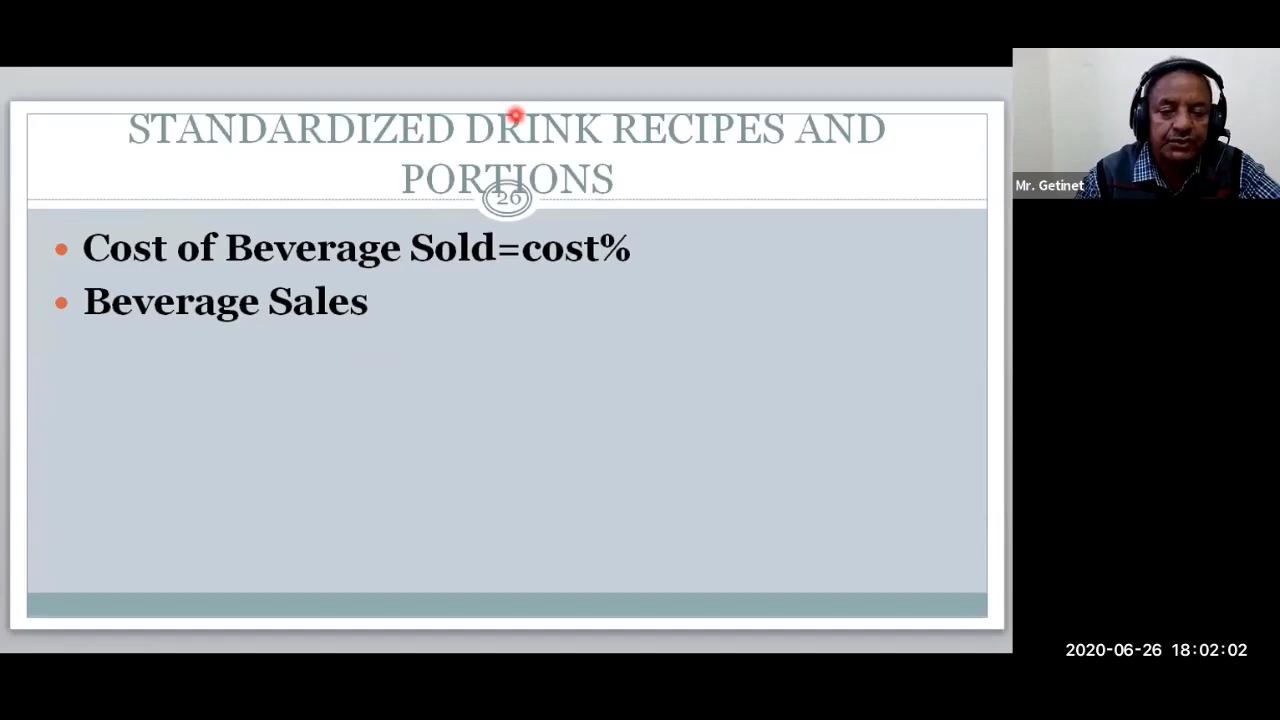 STANDARDIZED DRINK RECIPES AND
PORTIONS
26
Cost of Beverage Sold=cost%
Beverage Sales
Mr. Getinet
2020-06-26 18:02:02